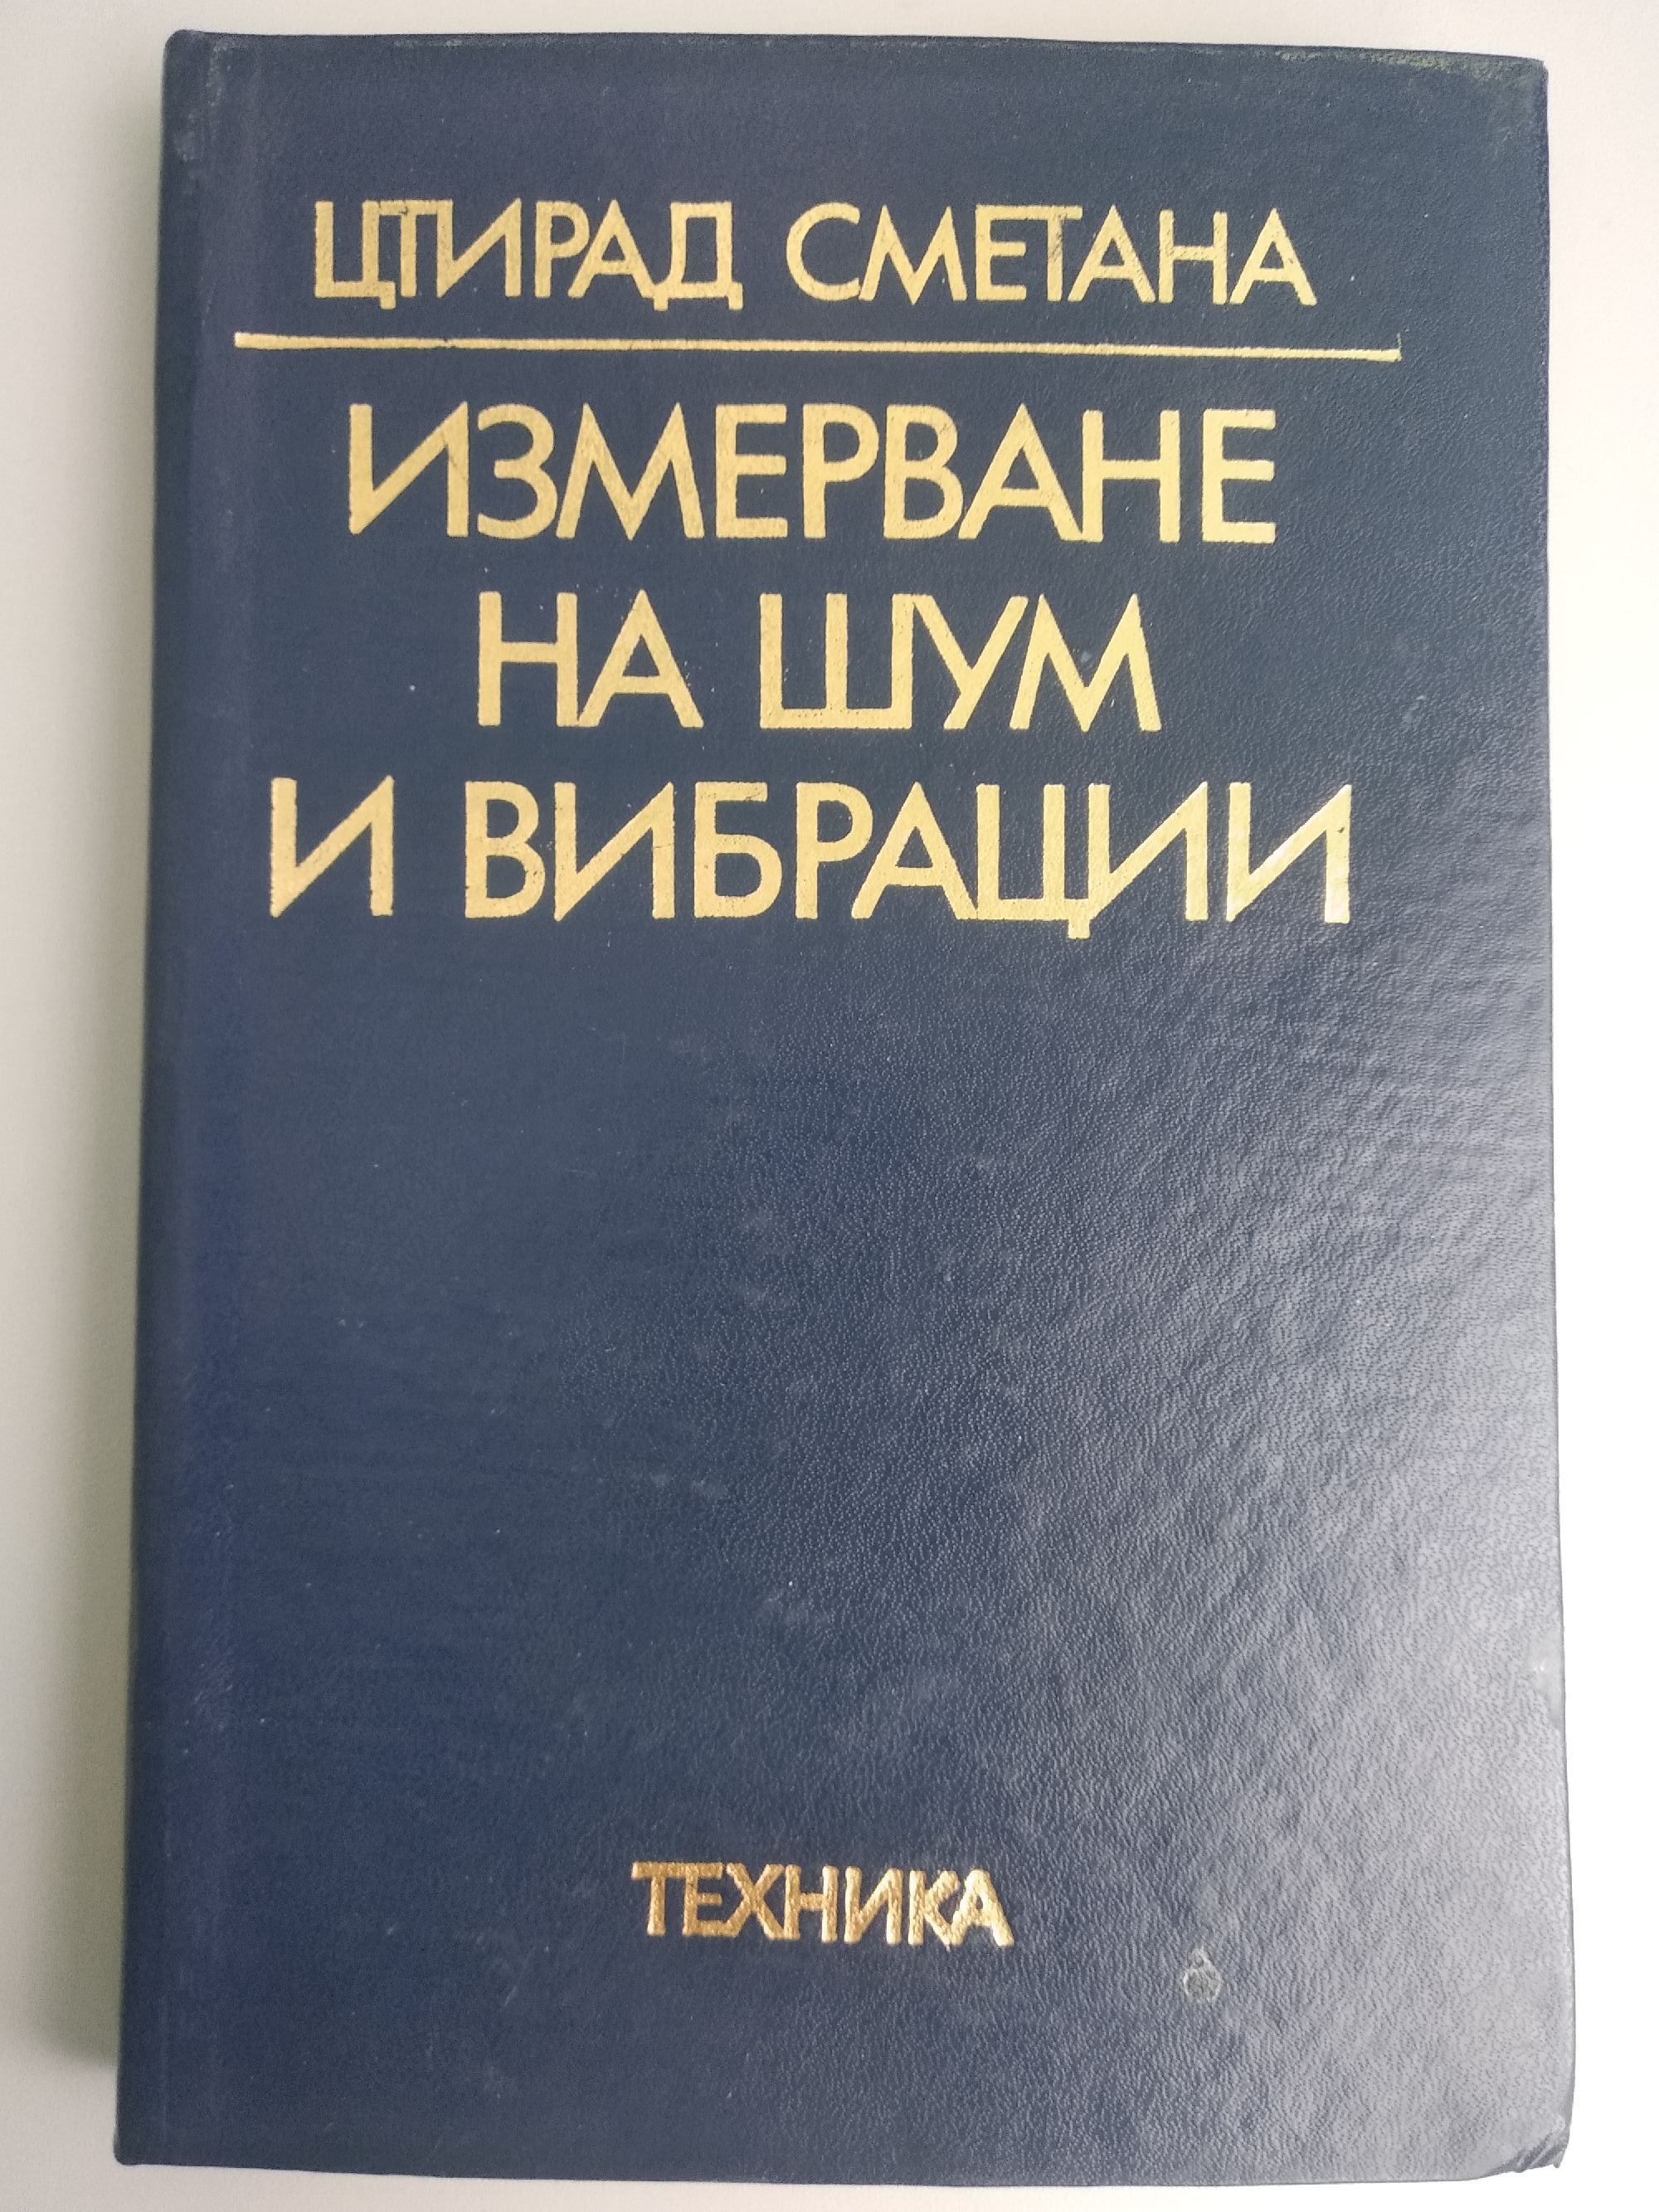 ЦТИРАД СМЕТАНА
ИЗМЕРВАНЕ
НА ШУМ
И ВИБРАЦИИ
ТЕХНИКА